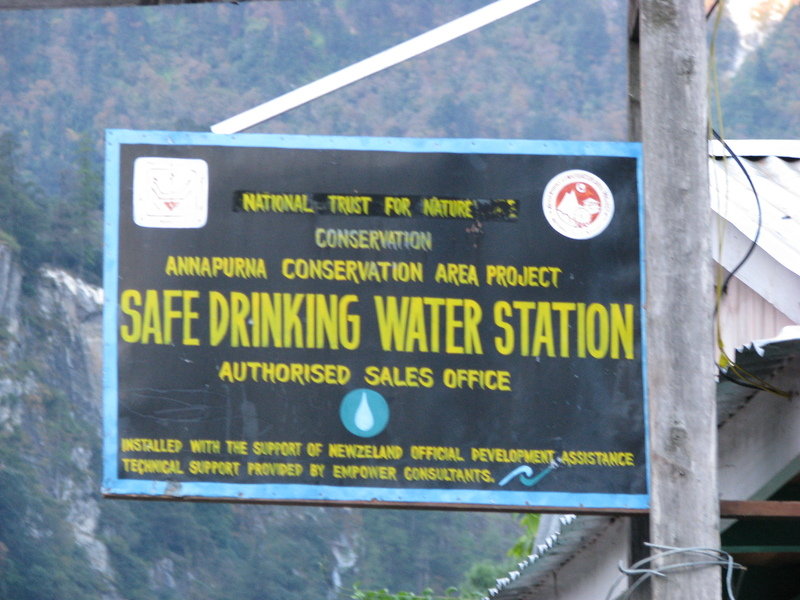 NATIONAL TRUST FOR NATURE
CONSERVATION
ANNAPURNA CONSERVATION AREA PROJECT
SAFE DRINKING WATER STATION
AUTHORISED SALES OFFICE
INSTALLED WITH THE SUPPORT OF NEWZELAND OFFICIAL DEVELOPMENT ASSISTANCE
TECHNICAL SUPPORT PROVIDED BY EMPOWER CONSULTANTS.